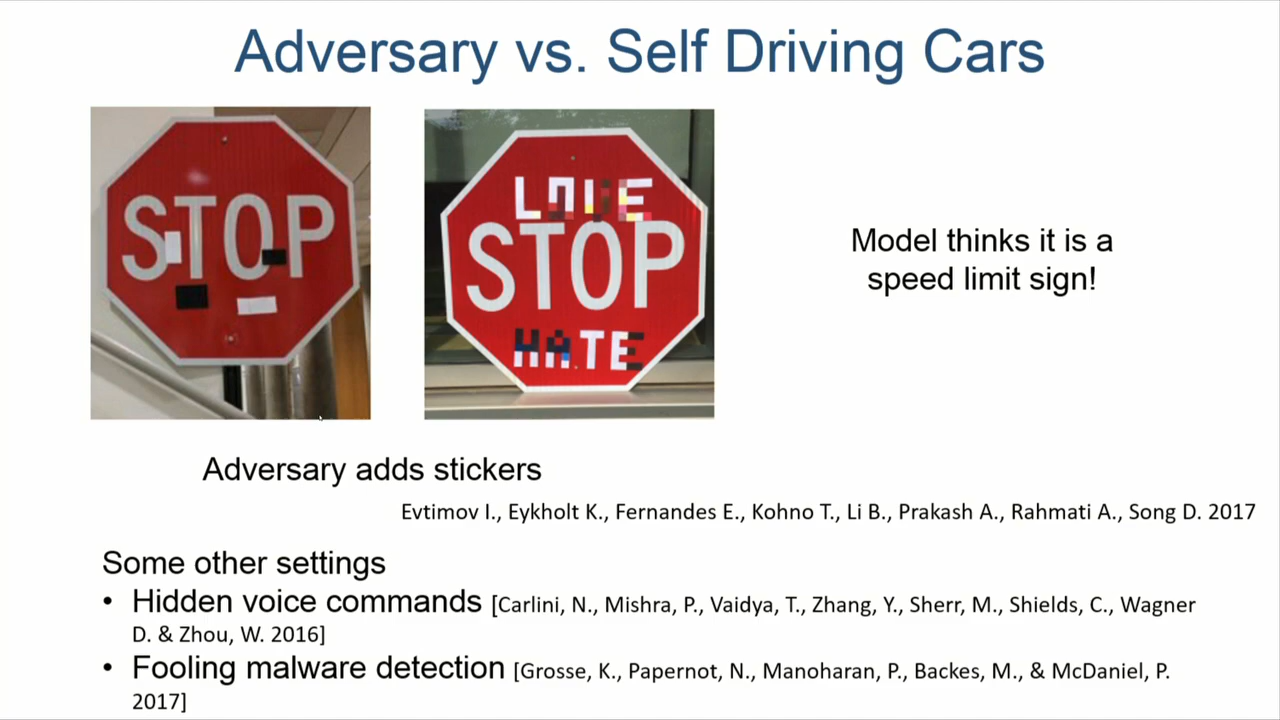 Adversary vs. Self Driving Cars
STOP
LOVE
STOP
HATE
Model thinks it is a
speed limit sign!
Adversary adds stickers
Evtimov I., Eykholt K., Fernandes E., Kohno T., Li B., Prakash A., Rahmati A., Song D. 2017
Some other settings
• Hidden voice commands [Carlini, N., Mishra, P., Vaidya, T., Zhang, Y., Sherr, M., Shields, C., Wagner
D. & Zhou, W. 2016]
• Fooling malware detection [Grosse, K., Papernot, N., Manoharan, P., Backes, M., & McDaniel, P.
2017]